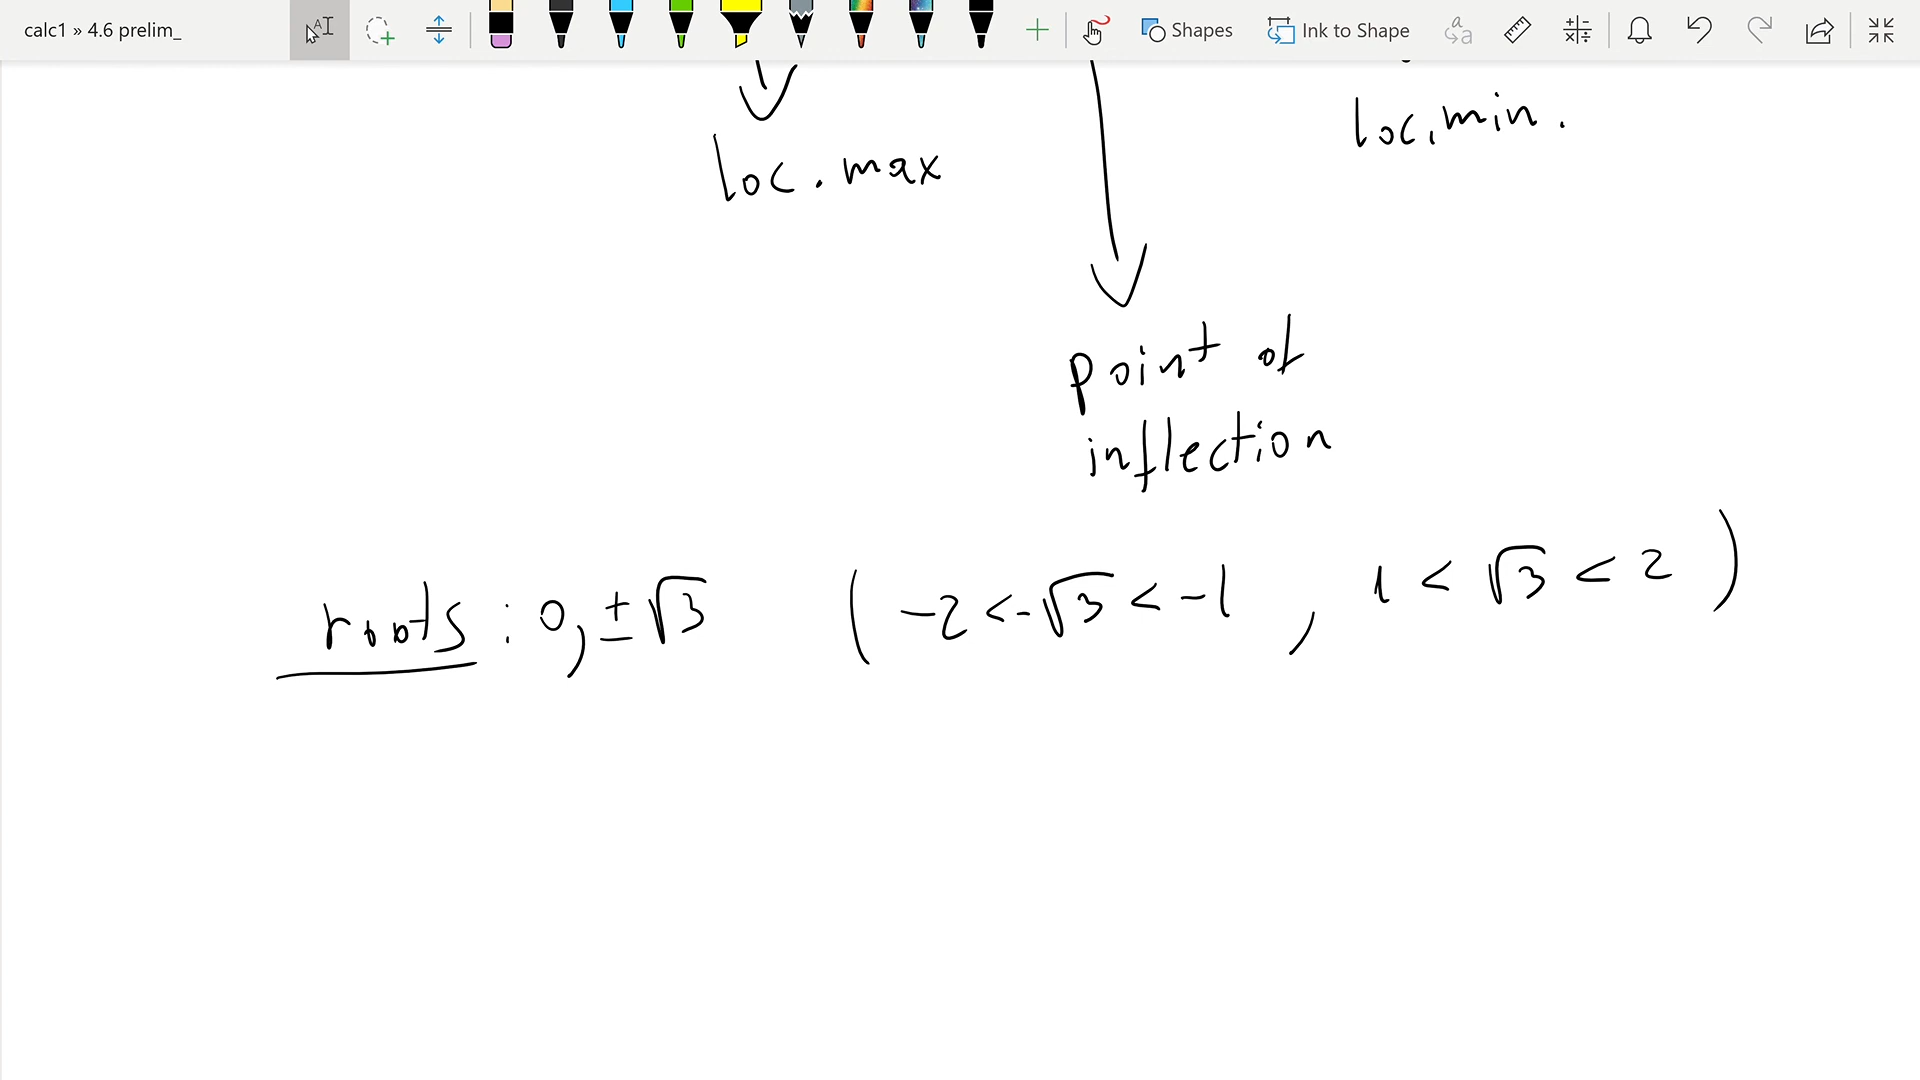 calc1 » 4.6 prelim_
Shapes
Ink to Shape
loc. min.
loc. max
point of
inflection
roots : 0, ±√3 ( -2 < -√3 < -1 , 1 < √3 < 2 )